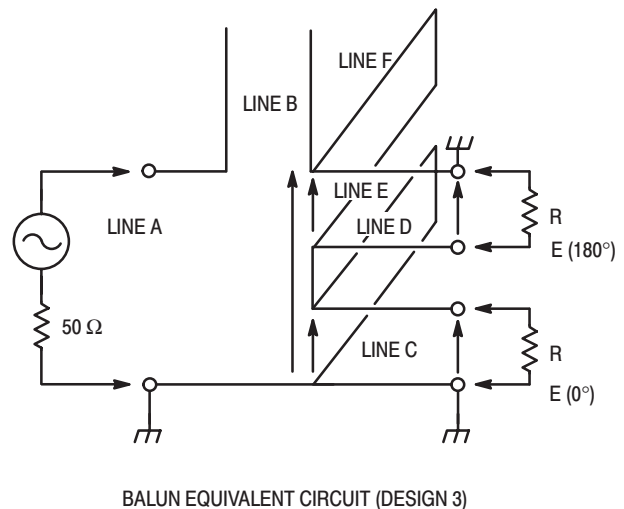 LINE F
LINE B
LINE E
LINE A
LINE D
R
E (180°)
50 Ω
LINE C
R
E (0°)
BALUN EQUIVALENT CIRCUIT (DESIGN 3)